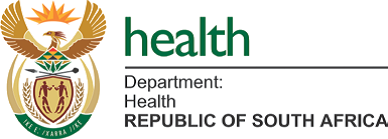 health
Department:
Health
REPUBLIC OF SOUTH AFRICA